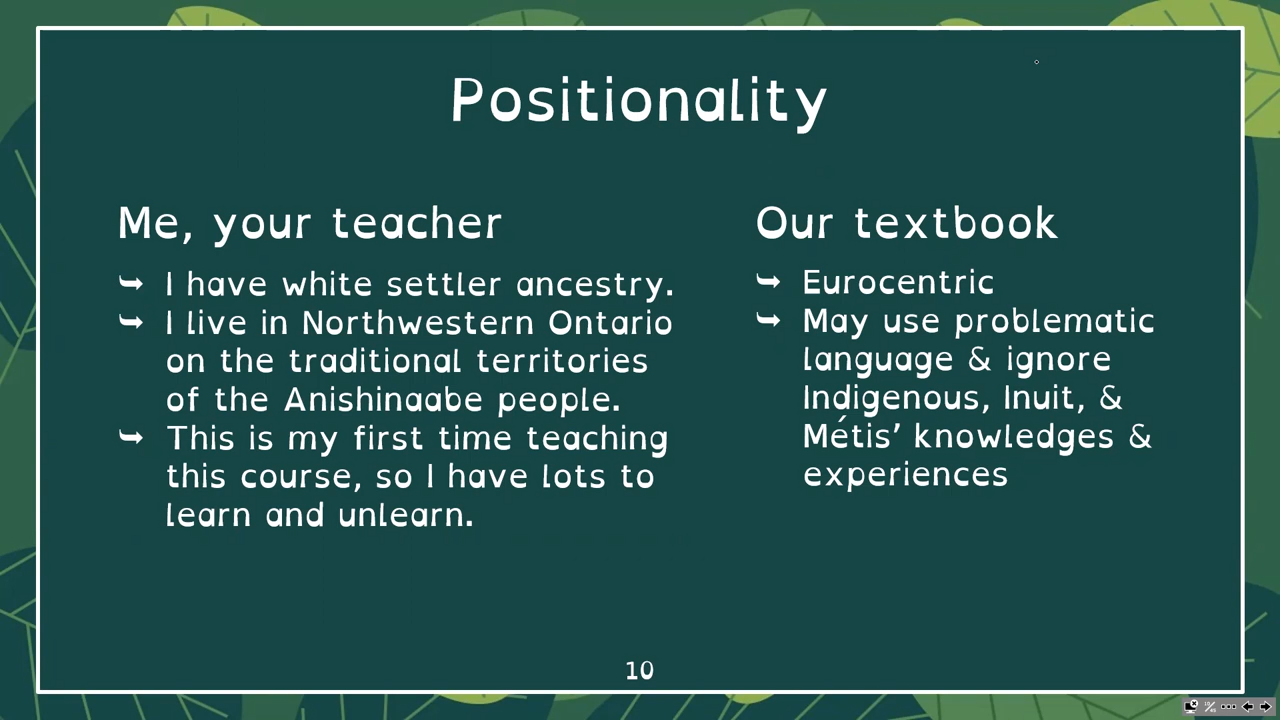 Positionality
Me, your teacher
⮩ I have white settler ancestry.
⮩ I live in Northwestern Ontario
on the traditional territories
of the Anishinaabe people.
⮩ This is my first time teaching
this course, so I have lots to
learn and unlearn.
Our textbook
⮩ Eurocentric
⮩ May use problematic
language & ignore
Indigenous, Inuit, &
Métis’ knowledges &
experiences
10